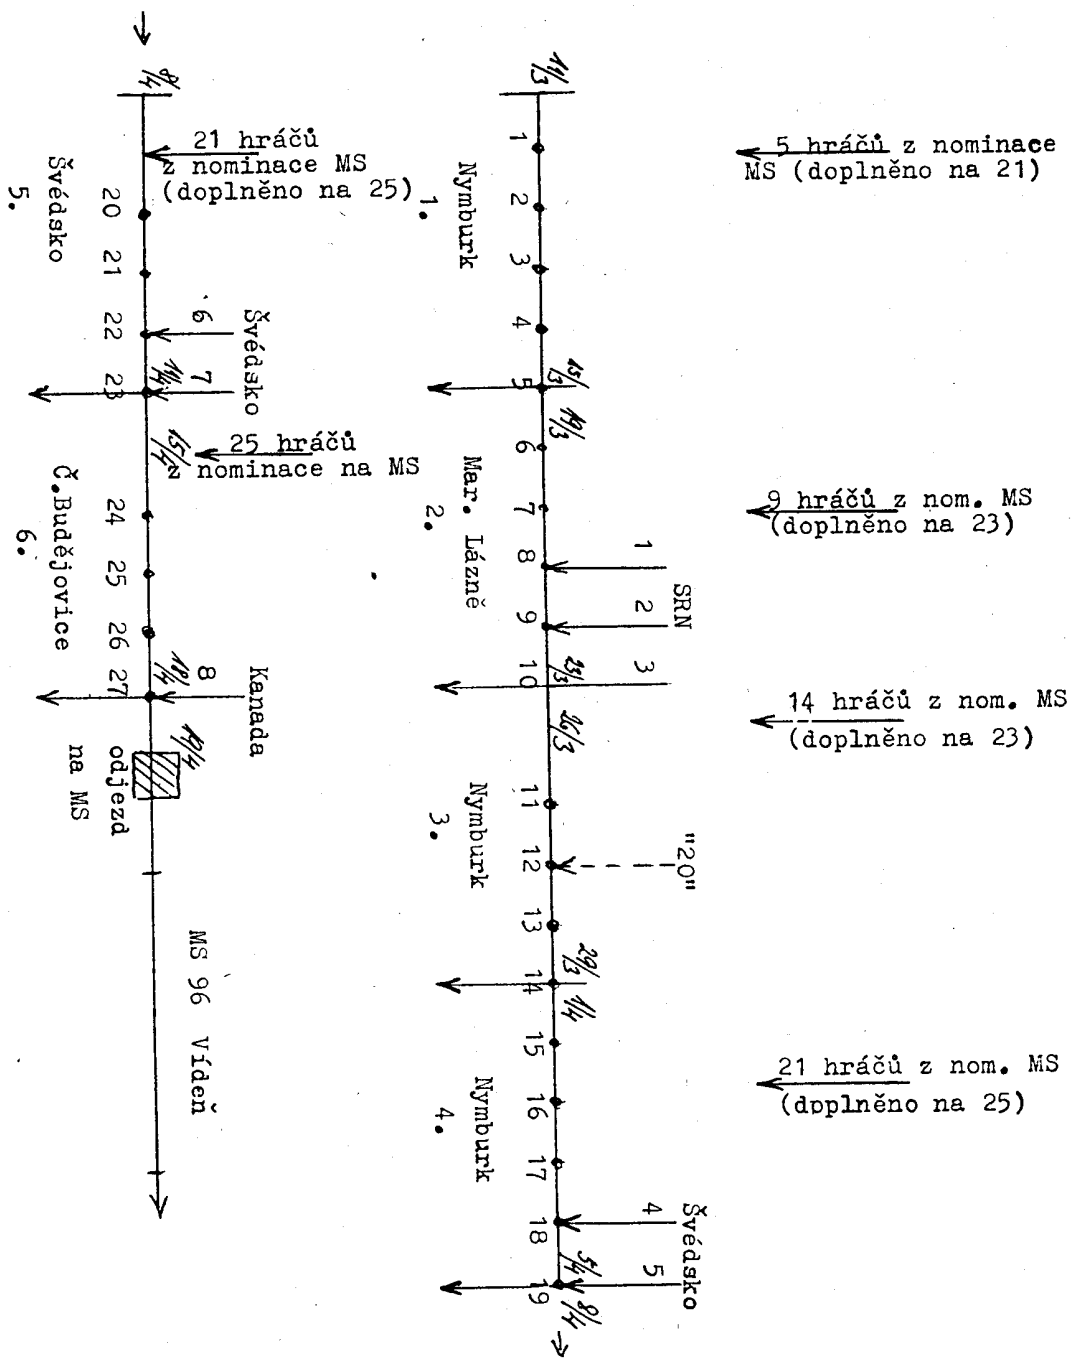 11/3
1
2
3
4
5
15/3
19/3
6
7
8
9
10
23/3
26/3
11
12
13
14
29/3
1/4
15
16
17
18
19
5/4
8/4
Nymburk
1.
Mar. Lázně
2.
Nymburk
3.
Nymburk
4.
1
2
3
SRN
"20"
4
5
Švédsko
5 hráčů z nominace
MS (doplněno na 21)
9 hráčů z nom. MS
(doplněno na 23)
14 hráčů z nom. MS
(doplněno na 23)
21 hráčů z nom. MS
(dpplněno na 25)
8/4
21 hráčů
z nominace MS
(doplněno na 25)
20
21
22
23
11/4
15/4
Švédsko
5.
6
7
Švédsko
25 hráčů
z nominace na MS
24
25
26
27
18/4
19/4
Č.Budějovice
6.
8
Kanada
odjezd
na MS
MS 96 Vídeň